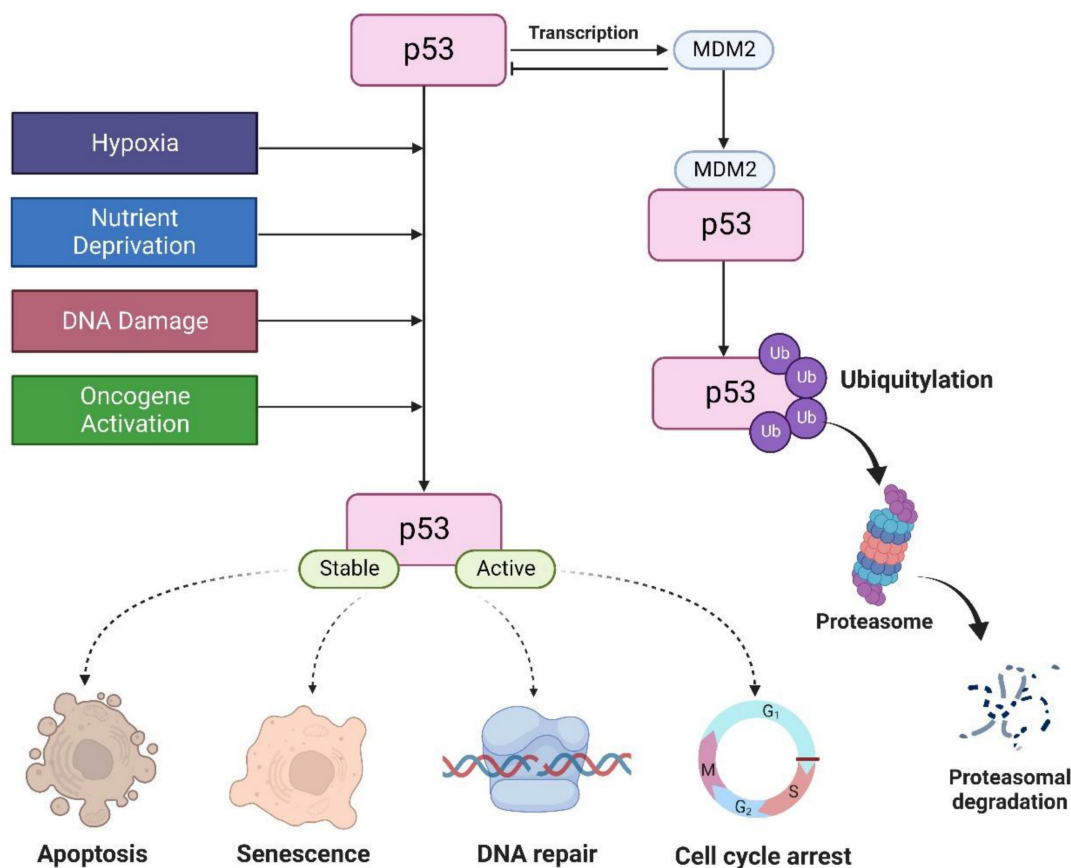 p53
Transcription
MDM2
Hypoxia
Nutrient
Deprivation
DNA Damage
Oncogene
Activation
MDM2
p53
p53
Ub
Ub
Ub
Ub
Ubiquitylation
p53
Stable
Active
Proteasome
Proteasomal
degradation
Apoptosis
Senescence
DNA repair
G₁
S
G₂
M
Cell cycle arrest